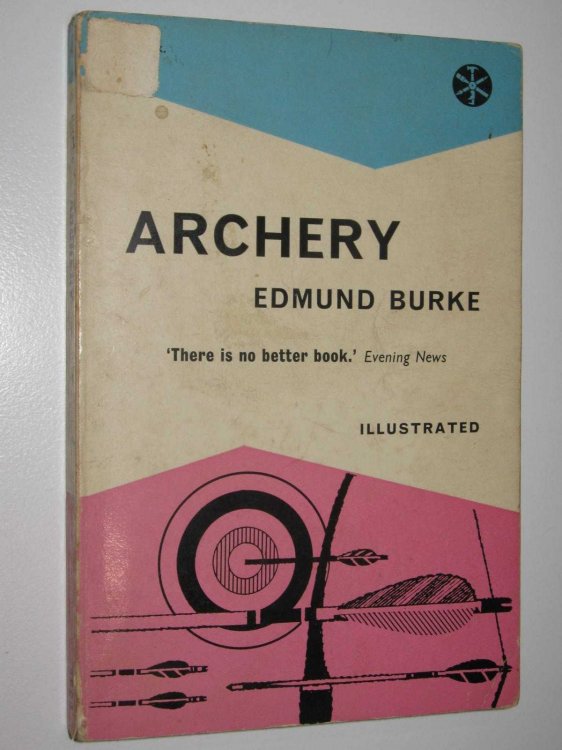 ARCHERY
EDMUND BURKE
'There is no better book.' Evening News
ILLUSTRATED